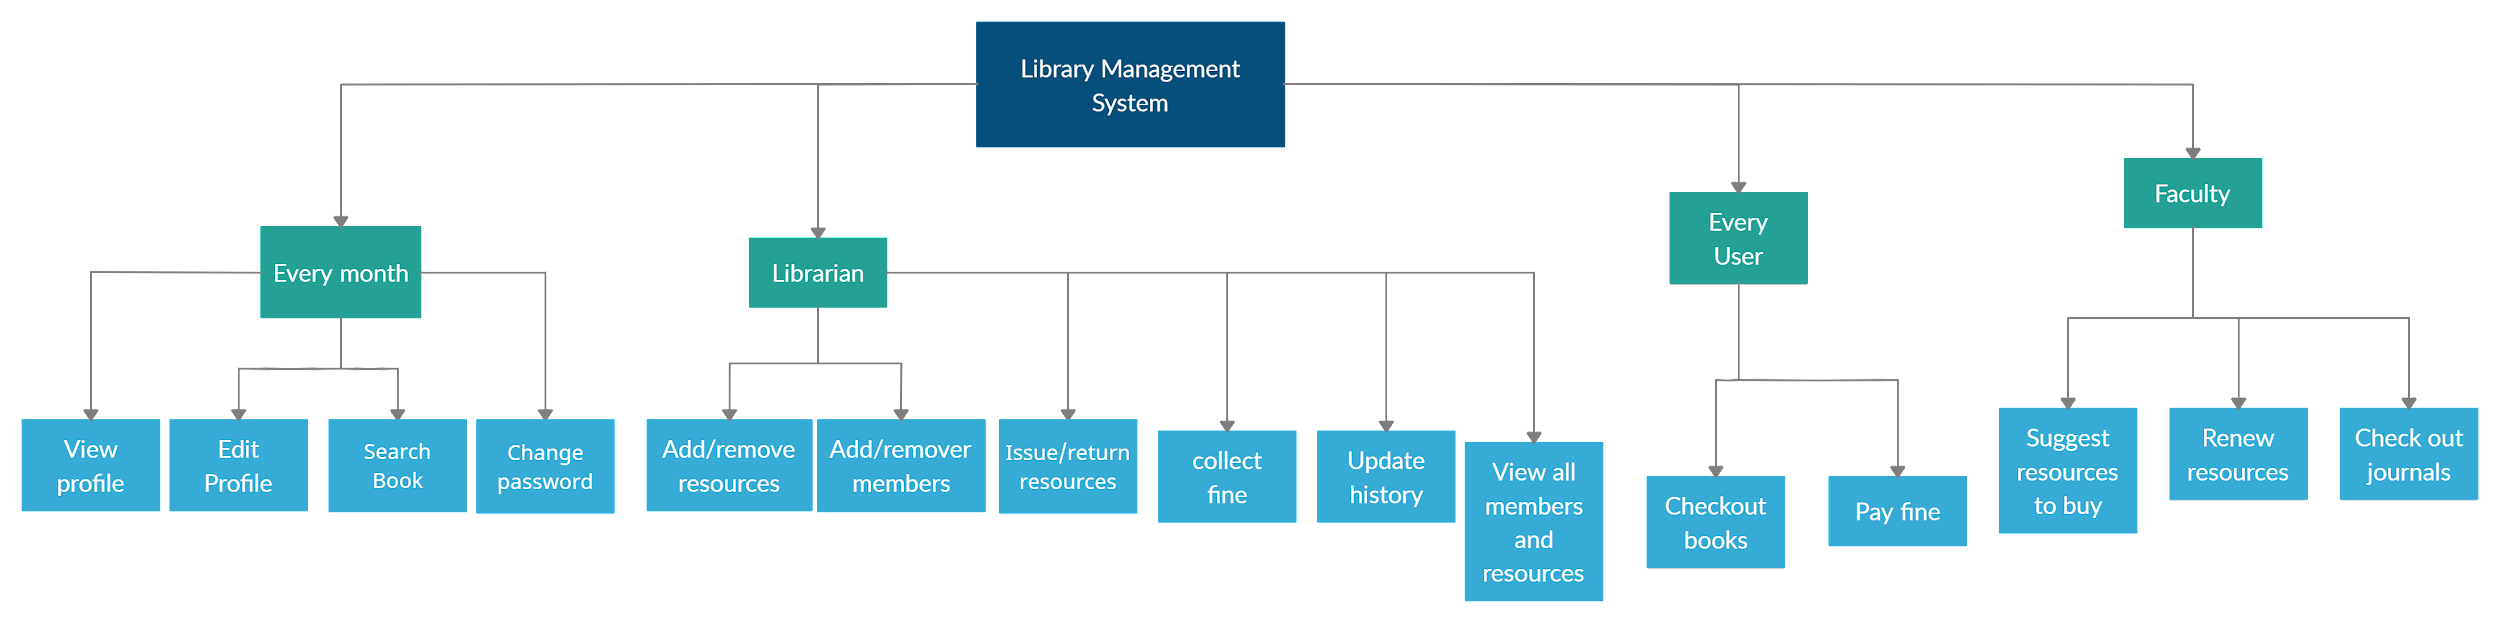 Library Management
System
Every month
Librarian
Every
User
Faculty
View
profile
Edit
Profile
Search
Book
Change
password
Add/remove
resources
Add/remover
members
Issue/return
resources
collect
fine
Update
history
View all
members
and
resources
Checkout
books
Pay fine
Suggest
resources
to buy
Renew
resources
Check out
journals